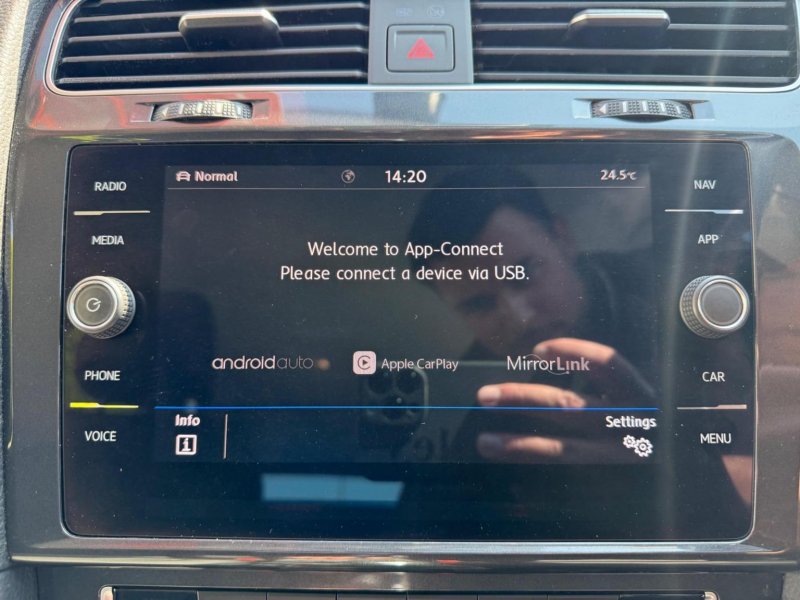 RADIO
MEDIA
PHONE
VOICE
Normal
14:20
24.5°C
Welcome to App-Connect
Please connect a device via USB.
androidauto
Apple CarPlay
MirrorLink
Info
i
Settings
NAV
APP
CAR
MENU